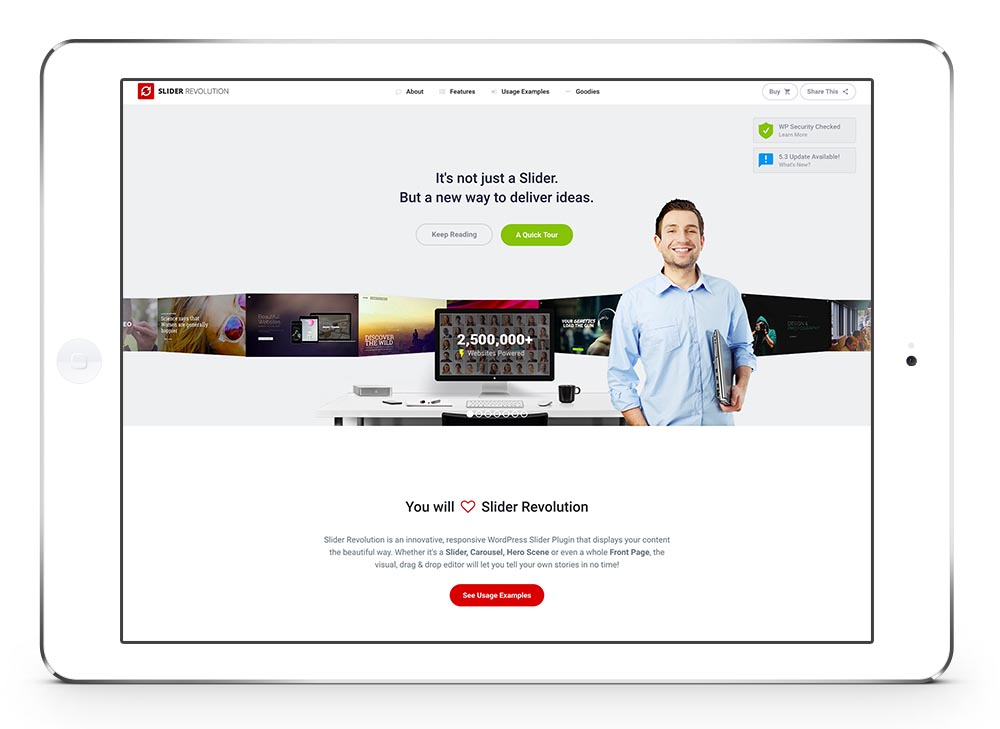 SLIDER REVOLUTION
About
Features
Usage Examples
Goodies
Buy
Share This
WP Security Checked
Learn More
5.3 Update Available!
What's New?
It's not just a Slider.
But a new way to deliver ideas.
Keep Reading
A Quick Tour
EO
Science says that
Women are generally
happier
Beautiful
Websites
DISCOVER
THE WILD
2,500,000+
Websites Powered
YOUR GENETICS
LOAD THE GUN
DESIGN &
PHOTOGRAPHY
You will Slider Revolution
Slider Revolution is an innovative, responsive WordPress Slider Plugin that displays your content
the beautiful way. Whether it's a Slider, Carousel, Hero Scene or even a whole Front Page, the
visual, drag & drop editor will let you tell your own stories in no time!
See Usage Examples